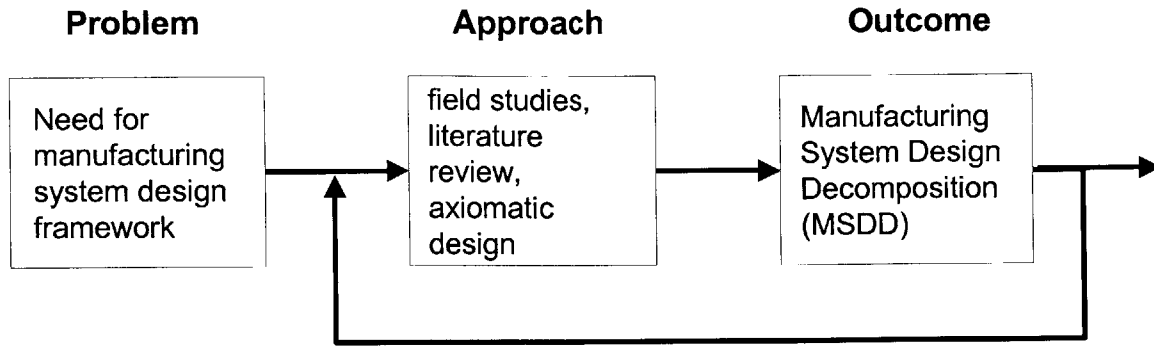 Problem
Approach
Outcome
Need for
manufacturing
system design
framework
field studies,
literature
review,
axiomatic
design
Manufacturing
System Design
Decomposition
(MSDD)